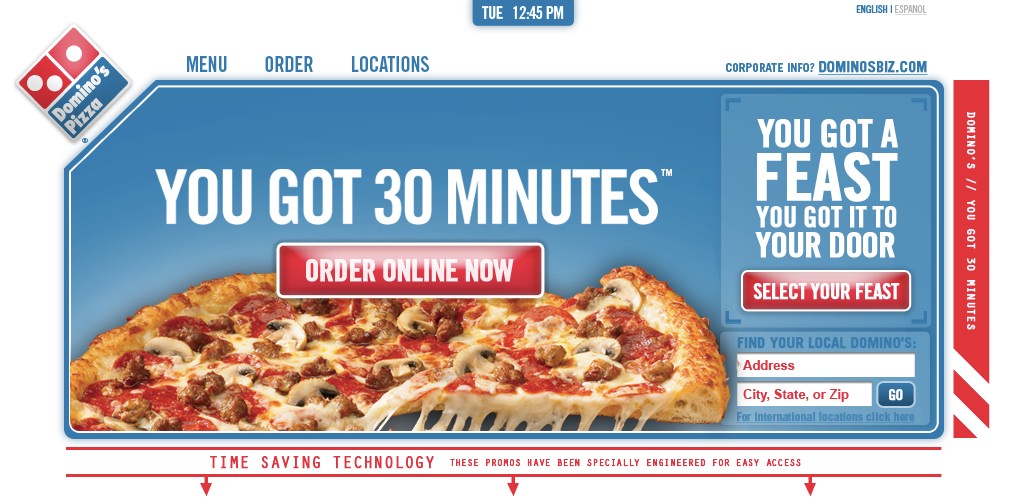 TUE 12:45 PM
ENGLISH | ESPANOL
Domino's
Pizza
®
MENU ORDER LOCATIONS
CORPORATE INFO? DOMINOSBIZ.COM
YOU GOT 30 MINUTES™
ORDER ONLINE NOW
YOU GOT A
FEAST
YOU GOT IT TO
YOUR DOOR
SELECT YOUR FEAST
FIND YOUR LOCAL DOMINO'S:
Address
City, State, or Zip GO
For International locations click here
DOMINO'S // YOU GOT 30 MINUTES
TIME SAVING TECHNOLOGY THESE PROMOS HAVE BEEN SPECIALLY ENGINEERED FOR EASY ACCESS